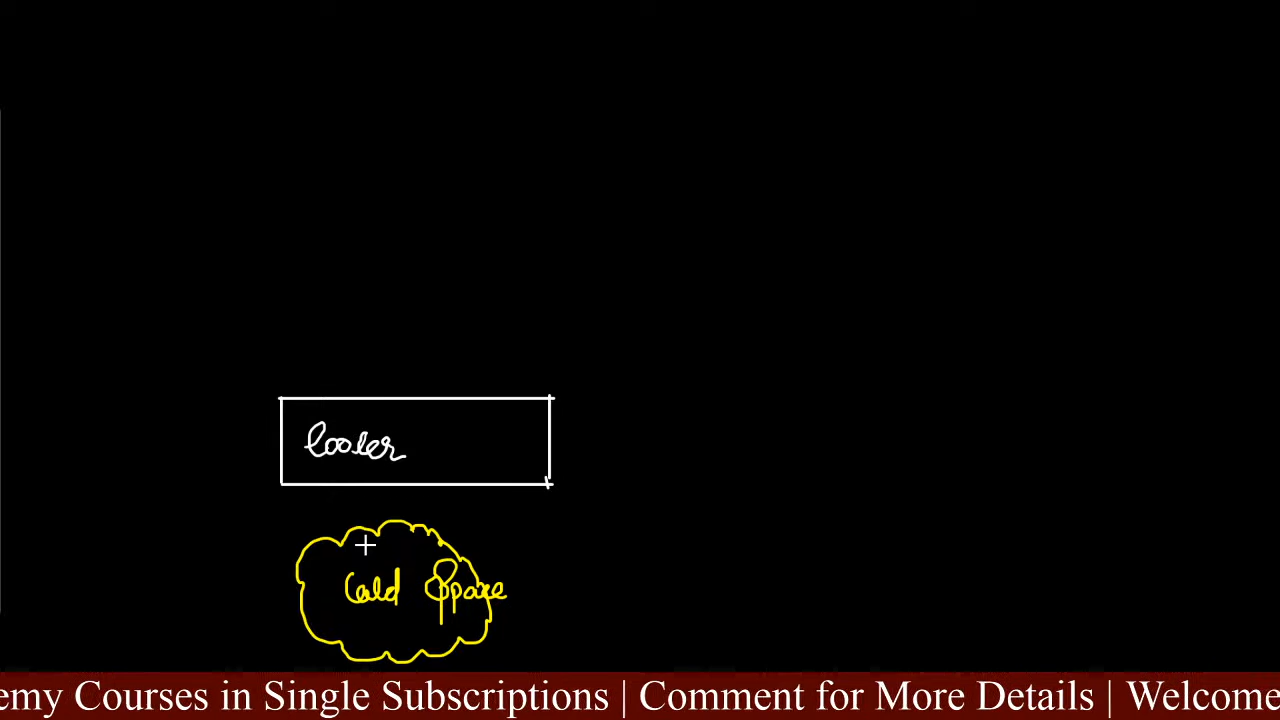 Cooler
Cold Space
emy Courses in Single Subscriptions | Comment for More Details | Welcome